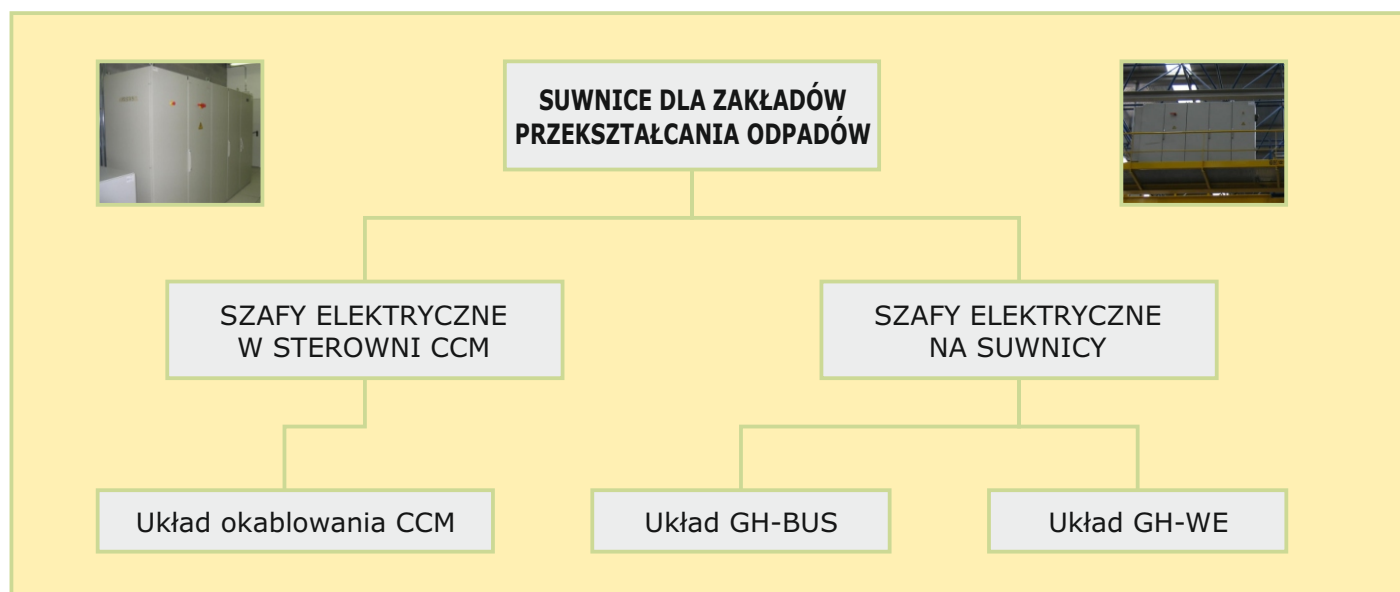 SUWNICE DLA ZAKŁADÓW
PRZEKSZTAŁCANIA ODPADÓW
SZAFY ELEKTRYCZNE
W STEROWNI CCM
SZAFY ELEKTRYCZNE
NA SUWNICY
Układ okablowania CCM
Układ GH-BUS
Układ GH-WE